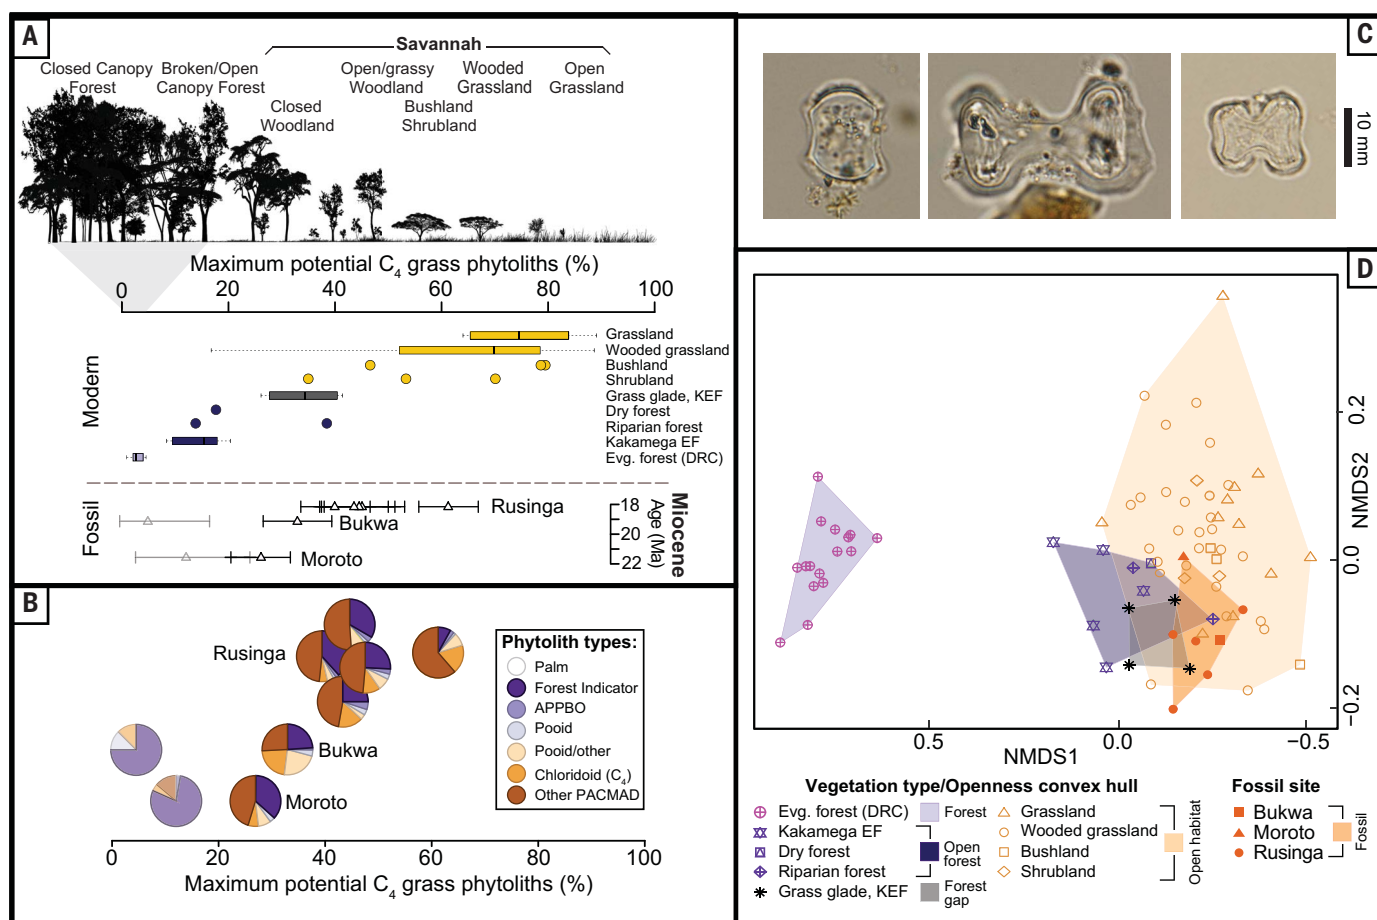 A
Savannah
Closed Canopy Forest
Broken/Open Canopy Forest
Closed Woodland
Open/grassy Woodland
Bushland Shrubland
Wooded Grassland
Open Grassland
Maximum potential C4 grass phytoliths (%)
0 20 40 60 80 100
Modern
Grassland
Wooded grassland
Bushland
Shrubland
Grass glade, KEF
Dry forest
Riparian forest
Kakamega EF
Evg. forest (DRC)
Fossil
Rusinga
Bukwa
Moroto
18
20
22
Age (Ma)
Miocene
B
Rusinga
Bukwa
Moroto
Phytolith types:
Palm
Forest Indicator
APPBO
Pooid
Pooid/other
Chloridoid (C4)
Other PACMAD
0 20 40 60 80 100
Maximum potential C4 grass phytoliths (%)
C
10 mm
D
0.2
0.0
−0.2
NMDS2
0.5 0.0 −0.5
NMDS1
Vegetation type/Openness convex hull
Evg. forest (DRC)
Kakamega EF
Dry forest
Riparian forest
Grass glade, KEF
Forest
Open forest
Forest gap
Grassland
Wooded grassland
Bushland
Shrubland
Open habitat
Fossil site
Bukwa
Moroto
Rusinga
Fossil